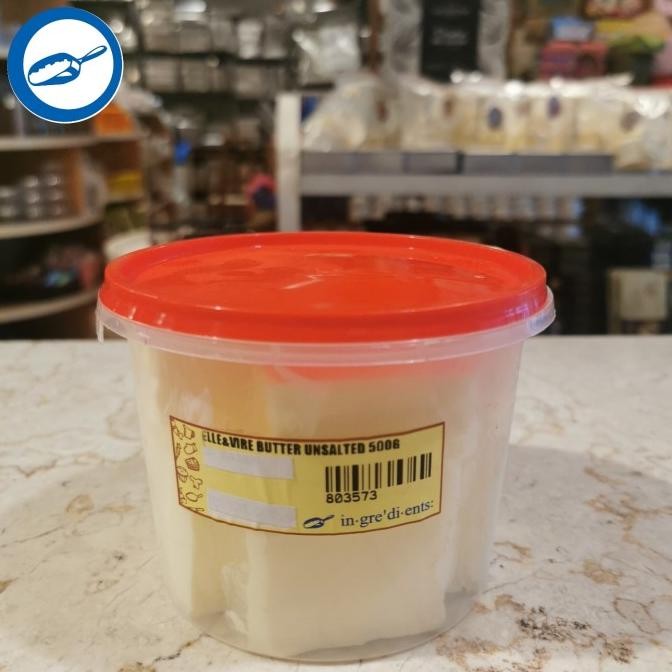 ELLE&VIRE BUTTER UNSALTED 500G
803573
in·gre'di·ents: